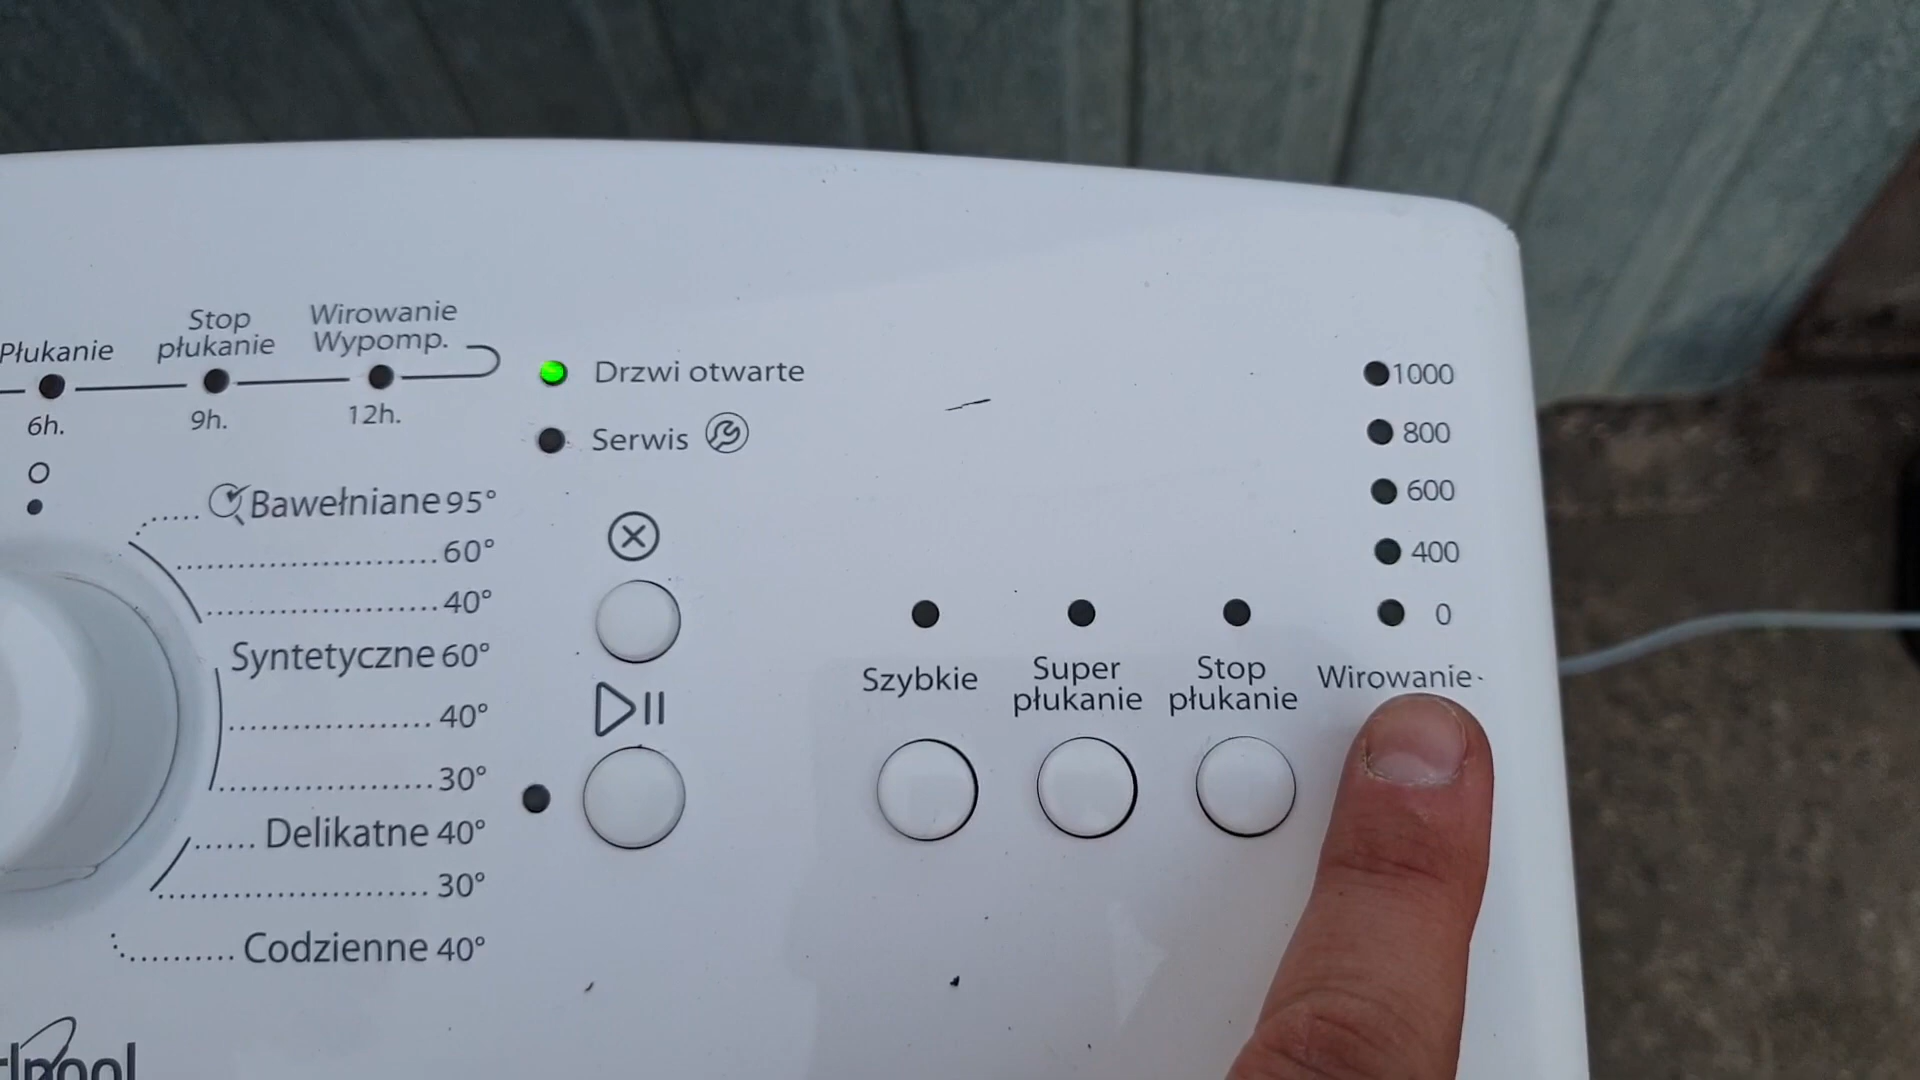 Płukanie
6h.
Stop
płukanie
9h.
Wirowanie
Wypomp.
12h.
Drzwi otwarte
Serwis
Bawełniane 95°
60°
40°
Syntetyczne 60°
40°
30°
Delikatne 40°
30°
Codzienne 40°
Szybkie
Super
płukanie
Stop
płukanie
1000
800
600
400
0
Wirowanie